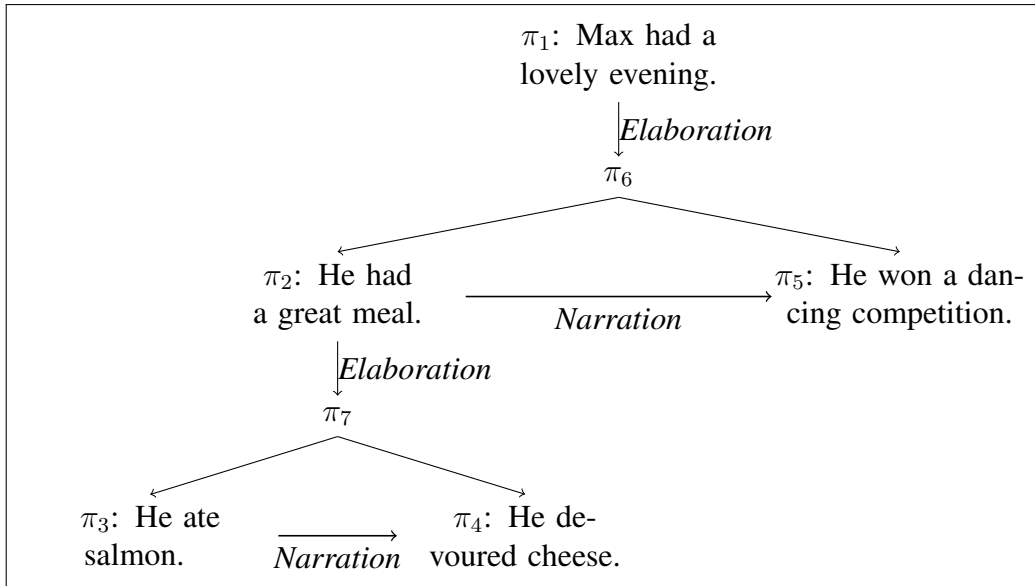 π₁: Max had a
lovely evening.
Elaboration
π₆
π₂: He had
a great meal.
Narration
π₅: He won a dan-
cing competition.
Elaboration
π₇
π₃: He ate
salmon.
Narration
π₄: He de-
voured cheese.